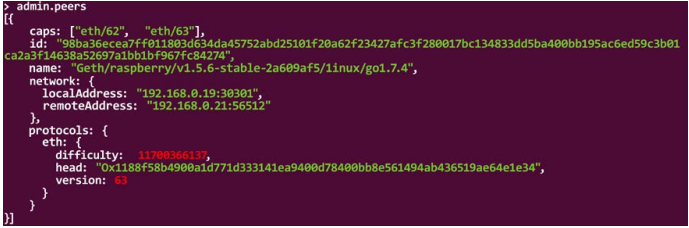 > admin.peers
[{
caps: ["eth/62", "eth/63"],
id: "98ba36ecea7ff011803d634da45752abd25101f20a62f23427afc3f280017bc134833dd5ba400bb195ac6ed59c3b01
ca2a3f14638a52697a1bb1bf967fc84274",
name: "Geth/raspberry/v1.5.6-stable-2a609af5/1inux/go1.7.4",
network: {
localAddress: "192.168.0.19:30301",
remoteAddress: "192.168.0.21:56512"
},
protocols: {
eth: {
difficulty: 11700366137,
head: "0x1188f58b4900a1d771d333141ea9400d78400bb8e561494ab436519ae64e1e34",
version: 63
}
}
}]